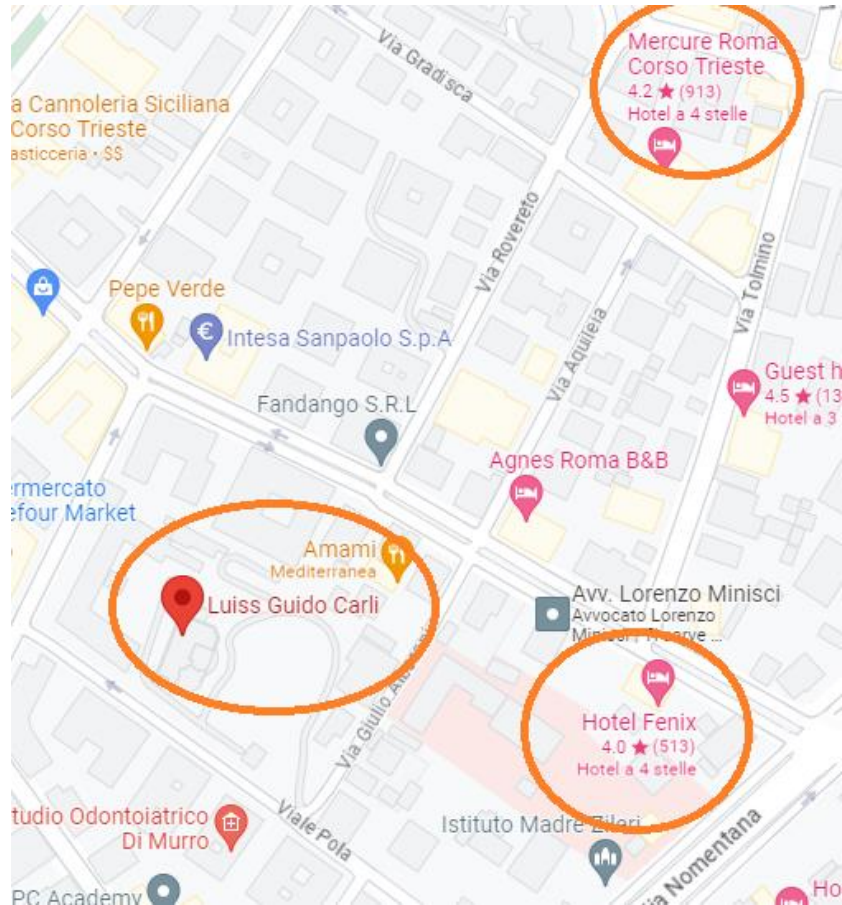 Via Gradisca
Mercure Roma
Corso Trieste
4.2 ★ (913)
Hotel a 4 stelle
a Cannoleria Siciliana
Corso Trieste
asticceria · $$
Via Rovereto
Via Tolmino
Via Aquileia
Pepe Verde
Intesa Sanpaolo S.p.A
Guest h
4.5 ★ (13
Hotel a 3
Fandango S.R.L
Agnes Roma B&B
ermercato
efour Market
Amami
Mediterranea
Luiss Guido Carli
Avv. Lorenzo Minisci
Avvocato Lorenzo
Via Giulio
Hotel Fenix
4.0 ★ (513)
Hotel a 4 stelle
tudio Odontoiatrico
Di Murro
Viale Pola
Istituto Madre Zileri
ia Nomentana
PC Academy
Ho